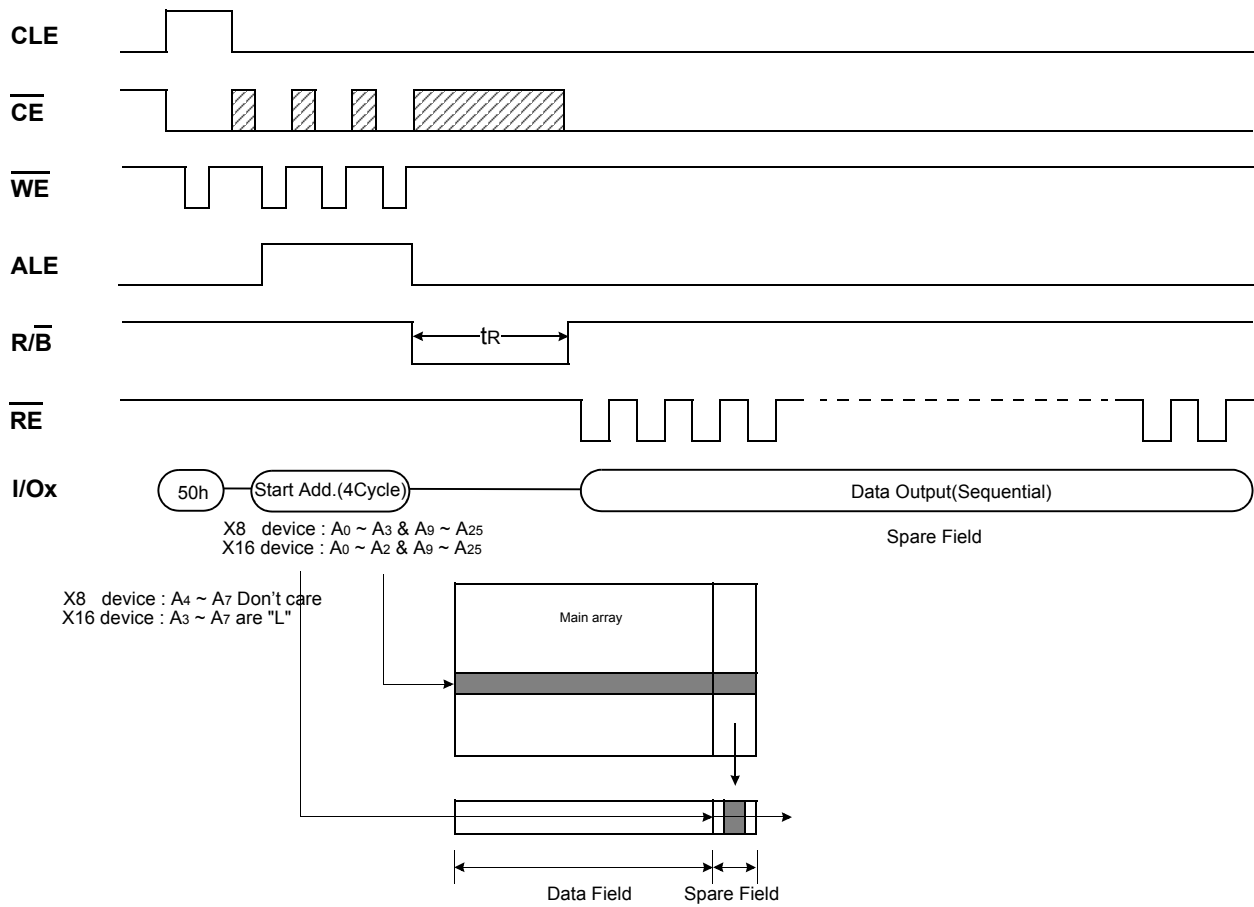 CLE
CE
WE
ALE
R/B
tR
RE
I/Ox
50h
Start Add.(4Cycle)
Data Output(Sequential)
X8 device : A0 ~ A3 & A9 ~ A25
X16 device : A0 ~ A2 & A9 ~ A25
Spare Field
X8 device : A4 ~ A7 Don't care
X16 device : A3 ~ A7 are "L"
Main array
Data Field
Spare Field